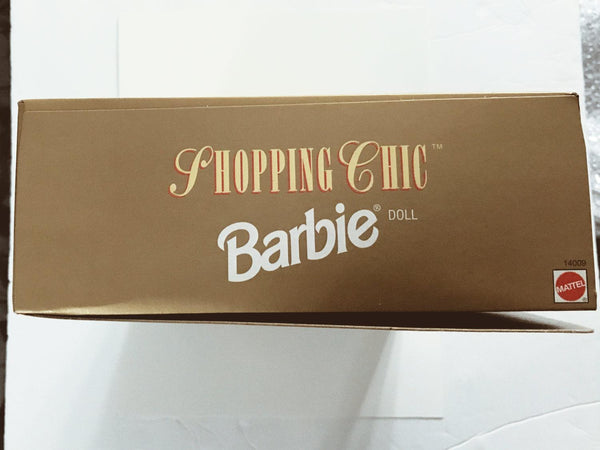 SHOPPING CHIC™
Barbie® DOLL
14009
MATTEL